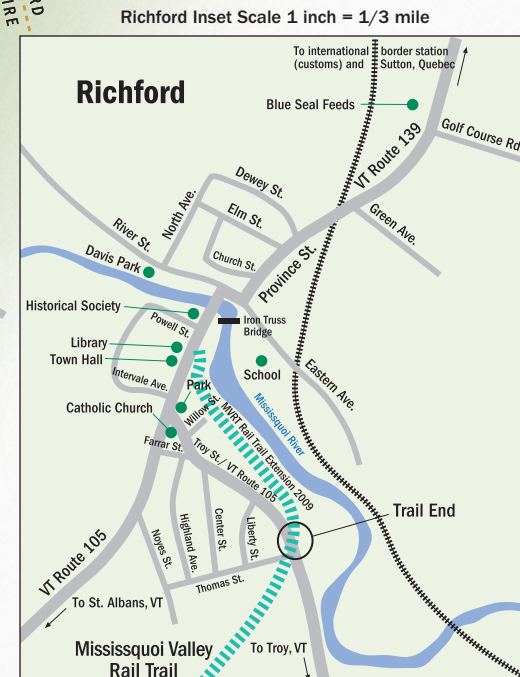 RD
IRE
Richford Inset Scale 1 inch = 1/3 mile
To international
(customs) and
border station
Sutton, Quebec
Richford
Blue Seal Feeds
VT Route 139
Golf Course Rd
Dewey St.
North Ave.
Elm St.
Green Ave.
River St.
Church St.
Davis Park
Province St.
Historical Society
Powell St.
Iron Truss
Bridge
Library
Town Hall
School
Intervale Ave.
Eastern Ave.
Park
Missisquoi River
Catholic Church
Willow St.
MVRT Rail Trail Extension 2009
Farrar St.
Troy St./ VT Route 105
Trail End
Noyes St.
Highland Ave.
Center St.
Liberty St.
VT Route 105
Thomas St.
To St. Albans, VT
Missisquoi Valley
Rail Trail
To Troy, VT